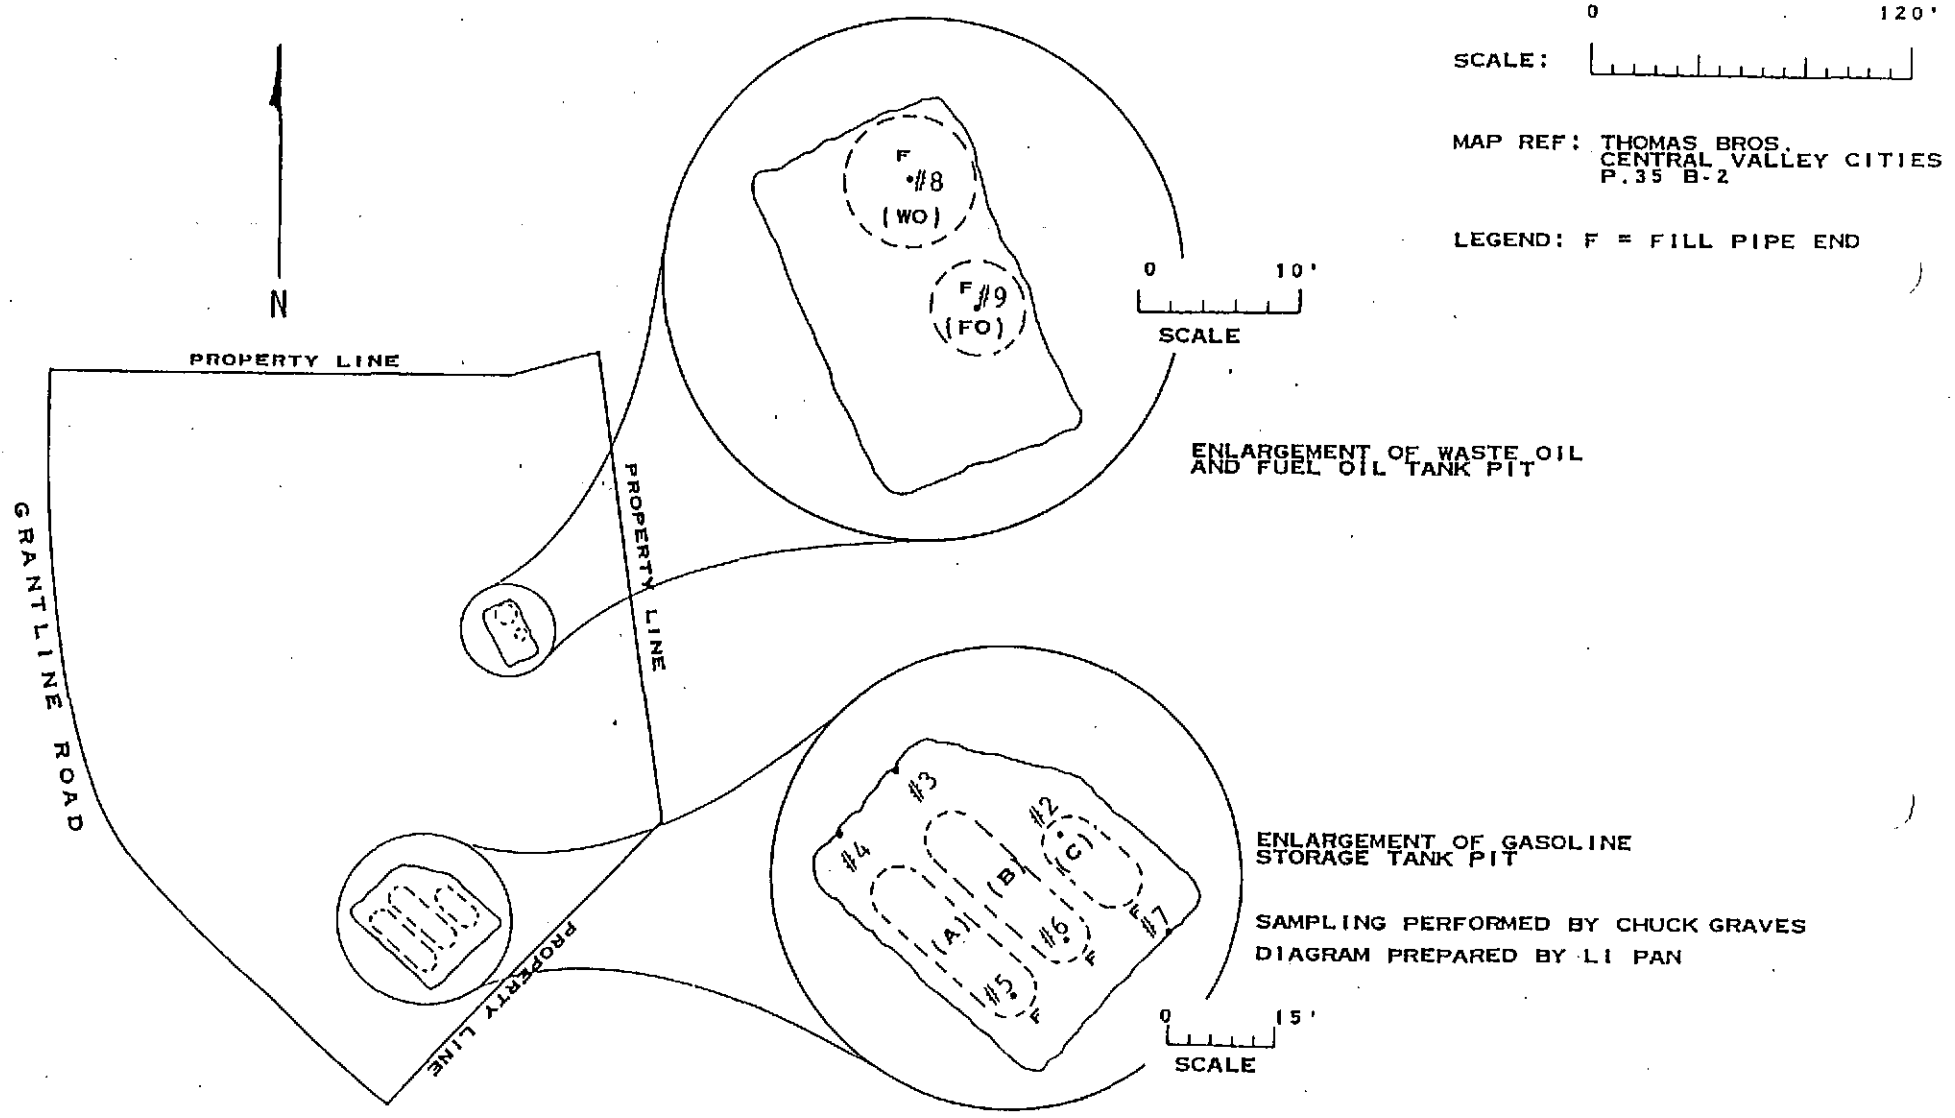 0 120'
SCALE:
MAP REF: THOMAS BROS.
CENTRAL VALLEY CITIES
P.35 B-2
LEGEND: F = FILL PIPE END
N
F
#8
(WO)
F #9
(FO)
0 10'
SCALE
PROPERTY LINE
PROPERTY LINE
GRANTLINE ROAD
ENLARGEMENT OF WASTE OIL
AND FUEL OIL TANK PIT
#3
#2
#4
(C)
(B)
(A)
#6
F
F
#7
#5
F
ENLARGEMENT OF GASOLINE
STORAGE TANK PIT
SAMPLING PERFORMED BY CHUCK GRAVES
DIAGRAM PREPARED BY LI PAN
PROPERTY LINE
0 15'
SCALE